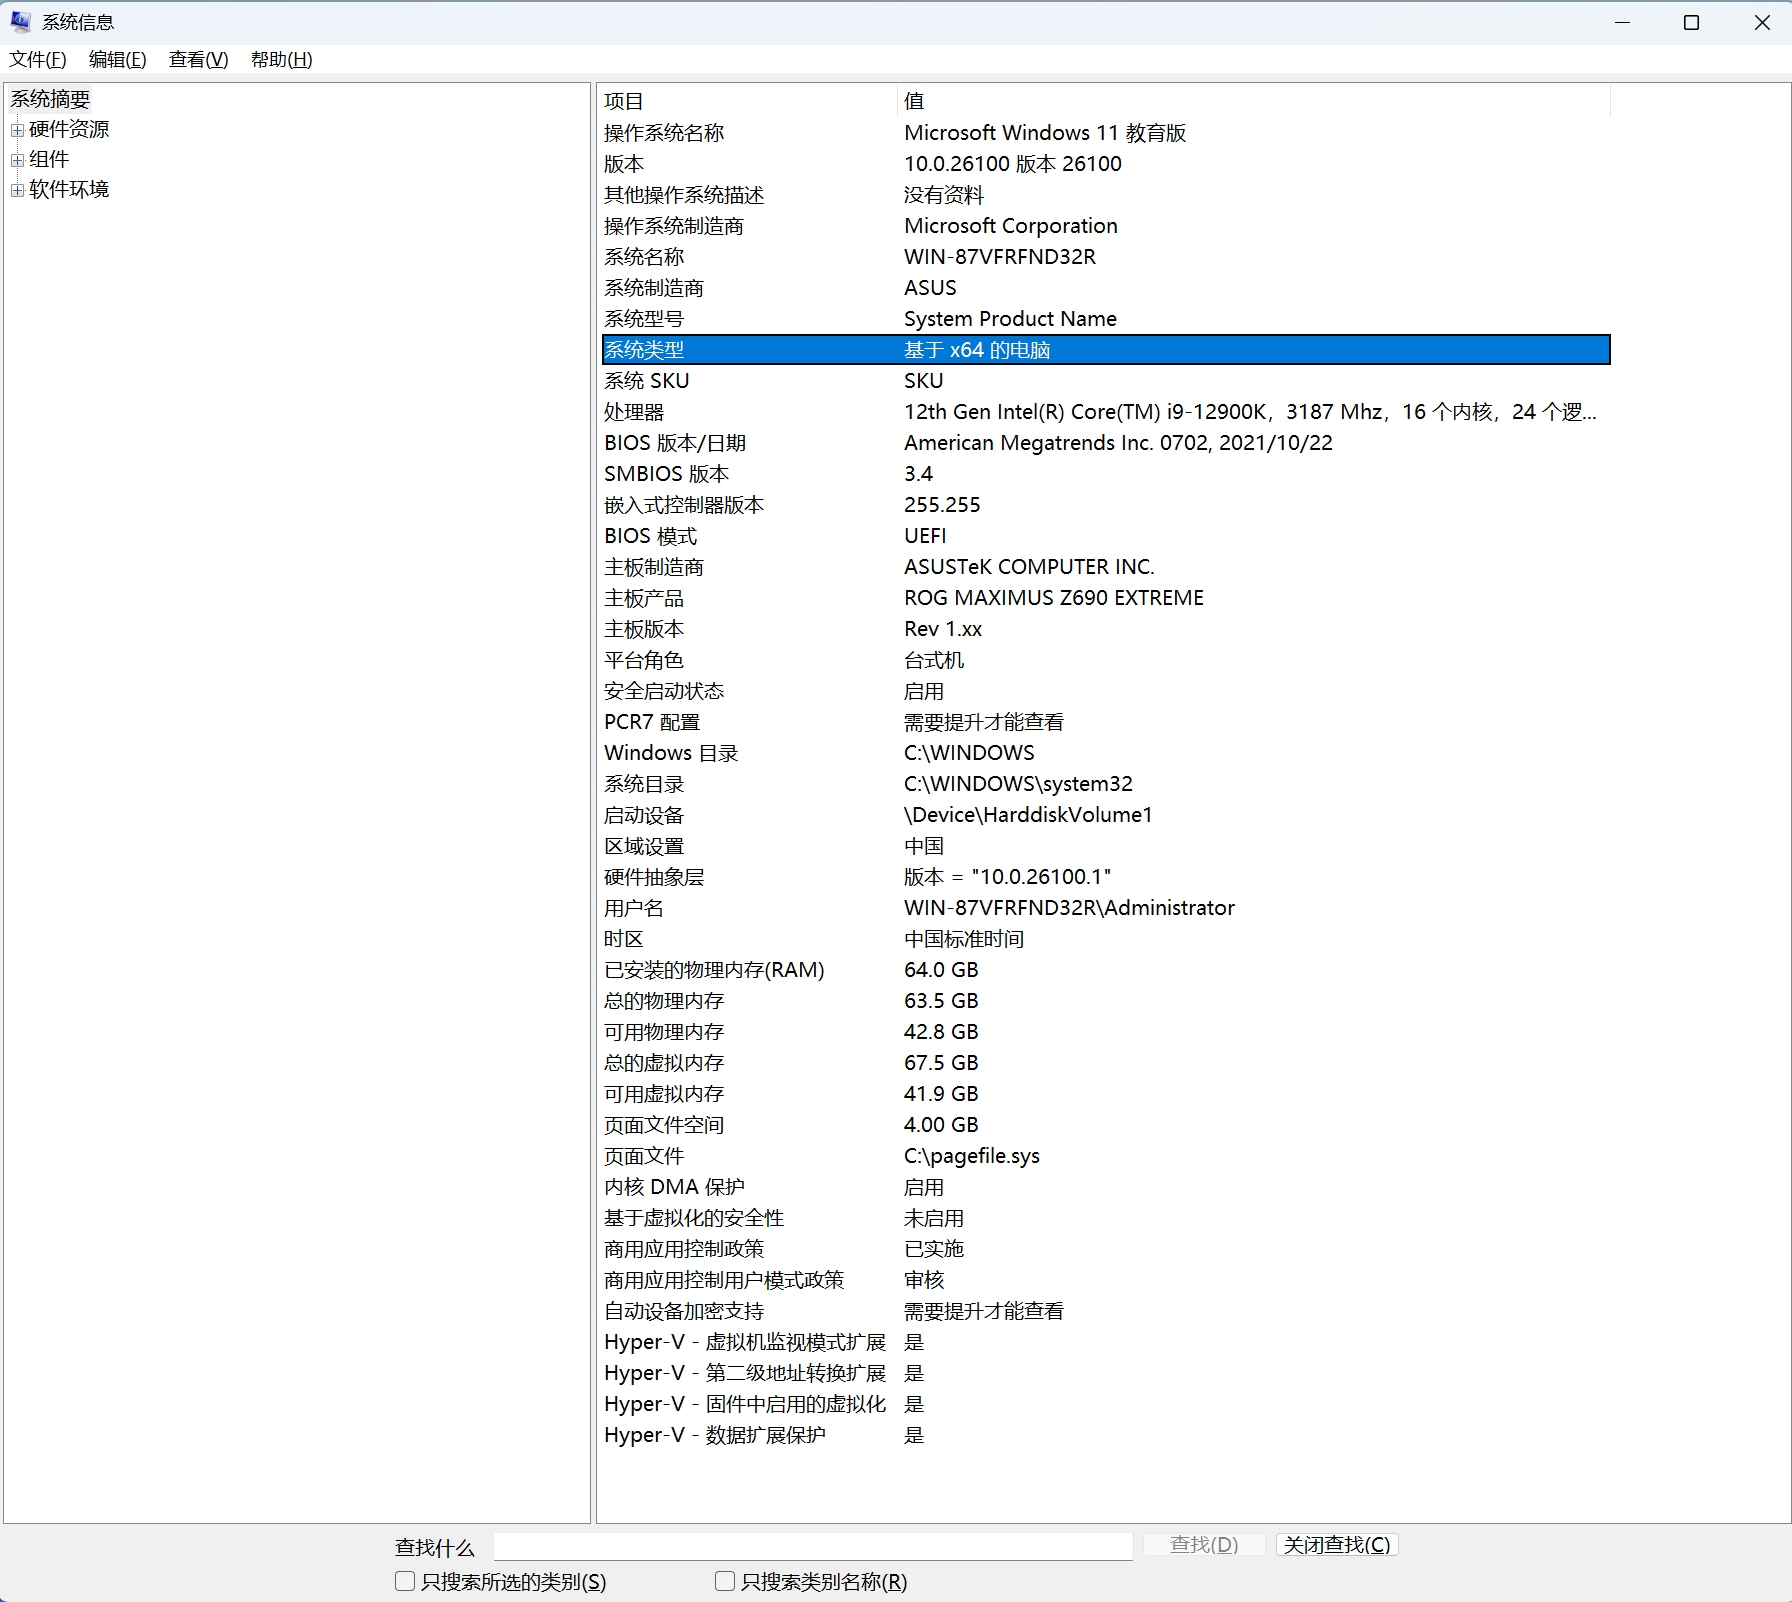 系统信息
文件(F) 编辑(E) 查看(V) 帮助(H)
系统摘要
硬件资源
组件
软件环境
项目 值
操作系统名称 Microsoft Windows 11 教育版
版本 10.0.26100 版本 26100
其他操作系统描述 没有资料
操作系统制造商 Microsoft Corporation
系统名称 WIN-87VFRFND32R
系统制造商 ASUS
系统型号 System Product Name
系统类型 基于 x64 的电脑
系统 SKU SKU
处理器 12th Gen Intel(R) Core(TM) i9-12900K，3187 Mhz，16 个内核，24 个逻...
BIOS 版本/日期 American Megatrends Inc. 0702, 2021/10/22
SMBIOS 版本 3.4
嵌入式控制器版本 255.255
BIOS 模式 UEFI
主板制造商 ASUSTeK COMPUTER INC.
主板产品 ROG MAXIMUS Z690 EXTREME
主板版本 Rev 1.xx
平台角色 台式机
安全启动状态 启用
PCR7 配置 需要提升才能查看
Windows 目录 C:\WINDOWS
系统目录 C:\WINDOWS\system32
启动设备 \Device\HarddiskVolume1
区域设置 中国
硬件抽象层 版本 = "10.0.26100.1"
用户名 WIN-87VFRFND32R\Administrator
时区 中国标准时间
已安装的物理内存(RAM) 64.0 GB
总的物理内存 63.5 GB
可用物理内存 42.8 GB
总的虚拟内存 67.5 GB
可用虚拟内存 41.9 GB
页面文件空间 4.00 GB
页面文件 C:\pagefile.sys
内核 DMA 保护 启用
基于虚拟化的安全性 未启用
商用应用控制政策 已实施
商用应用控制用户模式政策 审核
自动设备加密支持 需要提升才能查看
Hyper-V - 虚拟机监视模式扩展 是
Hyper-V - 第二级地址转换扩展 是
Hyper-V - 固件中启用的虚拟化 是
Hyper-V - 数据扩展保护 是
查找什么 查找(D) 关闭查找(C)
只搜索所选的类别(S) 只搜索类别名称(R)